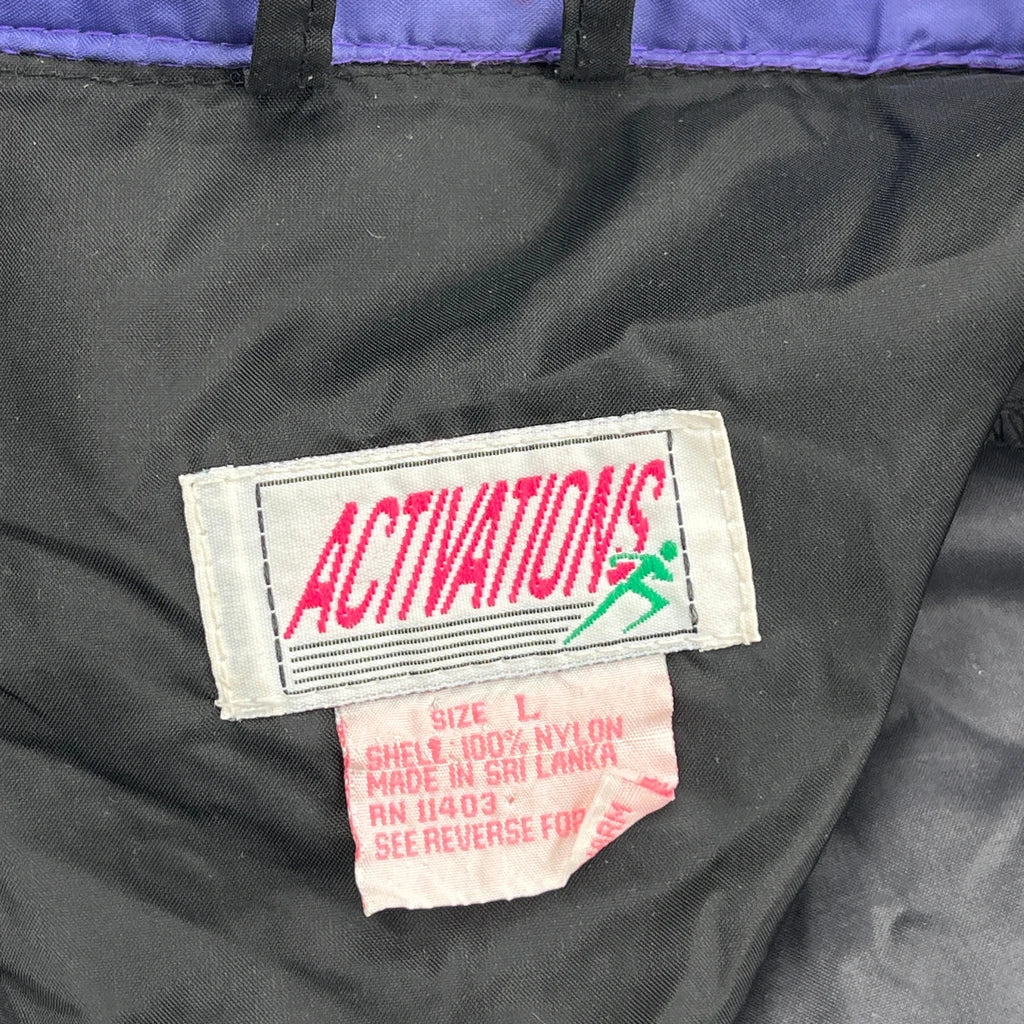 ACTIVATIONS
SIZE L
SHELL: 100% NYLON
MADE IN SRI LANKA
RN 11403
SEE REVERSE FOR